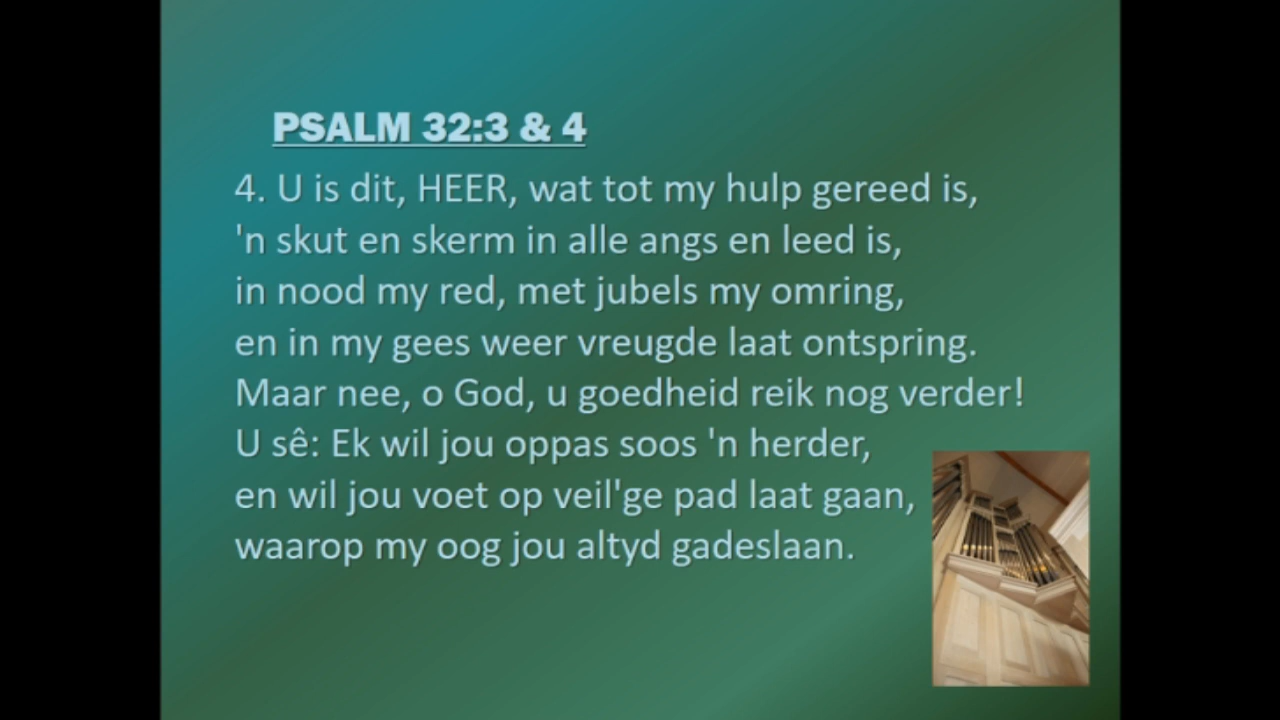 PSALM 32:3 & 4
4. U is dit, HEER, wat tot my hulp gereed is,
'n skut en skerm in alle angs en leed is,
in nood my red, met jubels my omring,
en in my gees weer vreugde laat ontspring.
Maar nee, o God, u goedheid reik nog verder!
U sê: Ek wil jou oppas soos 'n herder,
en wil jou voet op veil'ge pad laat gaan,
waarop my oog jou altyd gadeslaan.